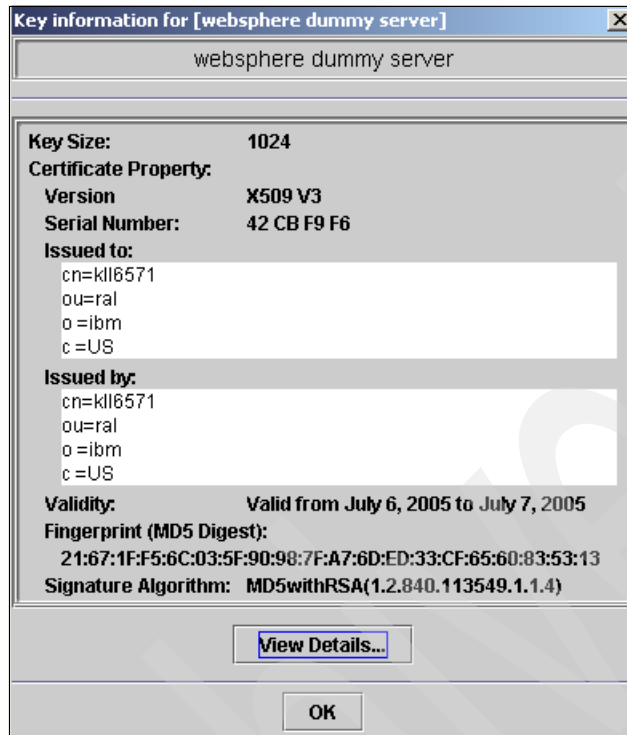 Key information for [websphere dummy server]
websphere dummy server
Key Size: 1024
Certificate Property:
Version X509 V3
Serial Number: 42 CB F9 F6
Issued to:
cn=kll6571
ou=ral
o =ibm
c =US
Issued by:
cn=kll6571
ou=ral
o =ibm
c =US
Validity: Valid from July 6, 2005 to July 7, 2005
Fingerprint (MD5 Digest):
21:67:1F:F5:6C:03:5F:90:98:7F:A7:6D:ED:33:CF:65:60:83:53:13
Signature Algorithm: MD5withRSA(1.2.840.113549.1.1.4)
View Details...
OK